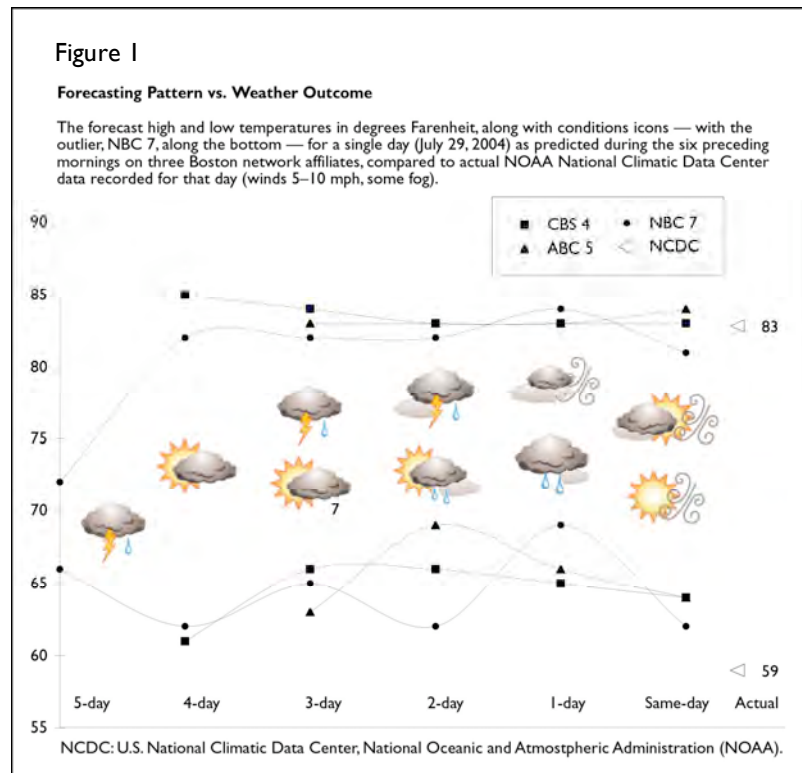 Figure 1
Forecasting Pattern vs. Weather Outcome
The forecast high and low temperatures in degrees Farenheit, along with conditions icons — with the
outlier, NBC 7, along the bottom — for a single day (July 29, 2004) as predicted during the six preceding
mornings on three Boston network affiliates, compared to actual NOAA National Climatic Data Center
data recorded for that day (winds 5–10 mph, some fog).
CBS 4 NBC 7
ABC 5 NCDC
90
85
83
80
75
70
7
65
60
59
5-day 4-day 3-day 2-day 1-day Same-day Actual
55
NCDC: U.S. National Climatic Data Center, National Oceanic and Atmostpheric Administration (NOAA).